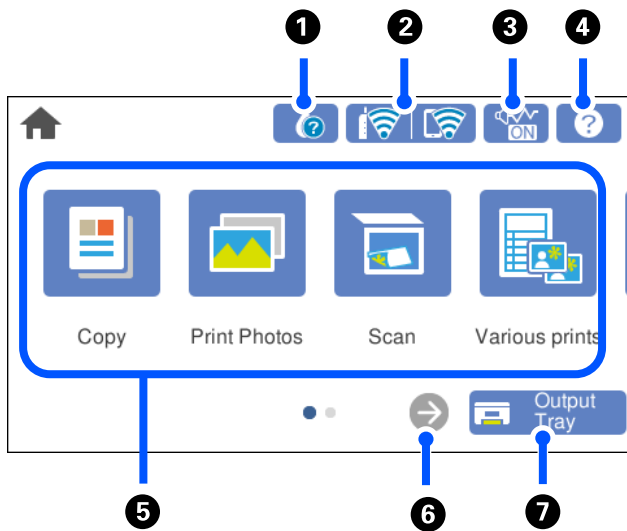 1 2 3 4
? ON ?
Copy Print Photos Scan Various prints
Output
Tray
5 6 7